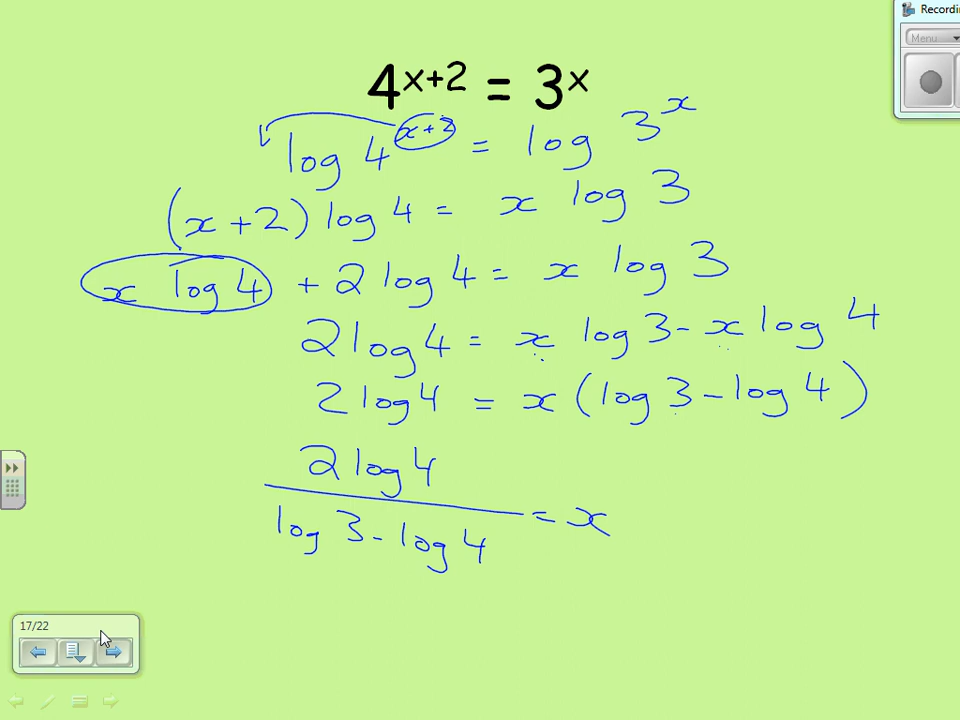 Recordin
Menu
4^{x+2} = 3^x
log 4^{x+2} = log 3^x
(x+2) log 4 = x log 3
x log 4 + 2 log 4 = x log 3
2 log 4 = x log 3 - x log 4
2 log 4 = x (log 3 - log 4)
2 log 4
log 3 - log 4 = x
17/22